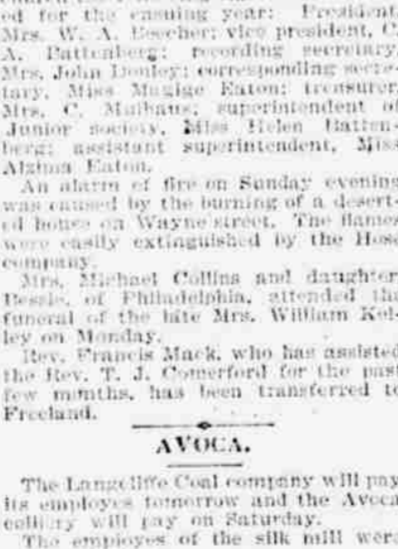 ed for the ensuing year: President,
Mrs. W. A. Beecher; vice president, C.
A. Battenberg; recording secretary,
Mrs. John Donley; corresponding secre-
tary, Miss Eaton; treasurer,
Mrs. C. superintendent of
Junior society, Miss Helen Batten-
berg; assistant superintendent, Miss
Eaton.
An alarm of fire on Sunday evening
was caused by the burning of a desert-
ed house on Wayne street. The flames
were easily extinguished by the Hose
company.
Mrs. Michael Collins and daughter
Bessie, of Philadelphia, attended the
funeral of the late Mrs. William Kel-
ley on Monday.
Rev. Francis Mack, who has assisted
the Rev. T. J. Comerford for the past
few months, has been transferred to
Freeland.
AVOCA.
The Langcliffe Coal company will pay
its employes tomorrow and the Avoca
colliery will pay on Saturday.
The employes of the silk mill were